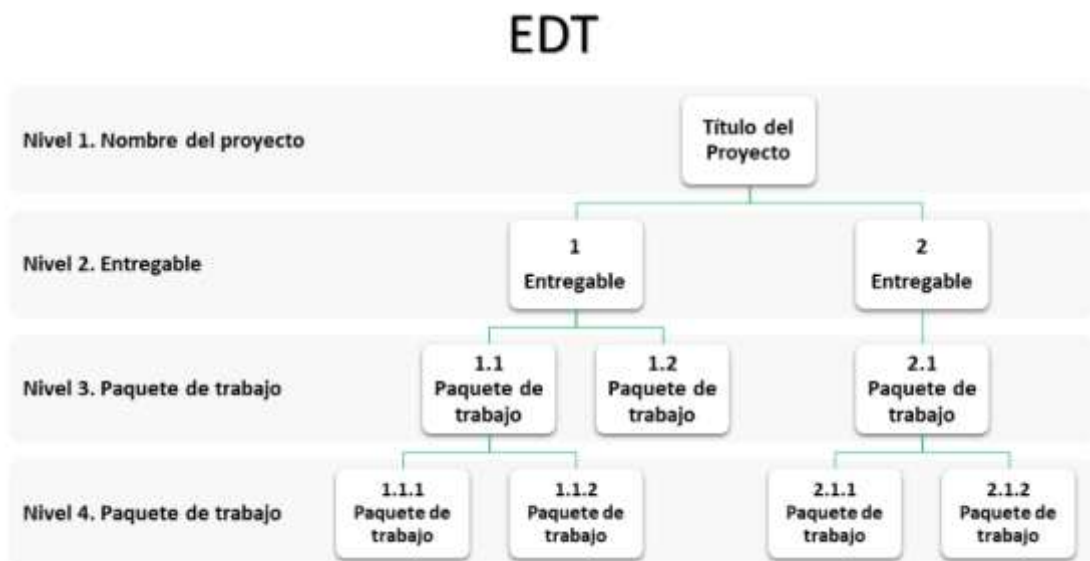 EDT
Nivel 1. Nombre del proyecto
Título del
Proyecto
Nivel 2. Entregable
1
Entregable
2
Entregable
Nivel 3. Paquete de trabajo
1.1
Paquete de
trabajo
1.2
Paquete de
trabajo
2.1
Paquete de
trabajo
Nivel 4. Paquete de trabajo
1.1.1
Paquete de
trabajo
1.1.2
Paquete de
trabajo
2.1.1
Paquete de
trabajo
2.1.2
Paquete de
trabajo